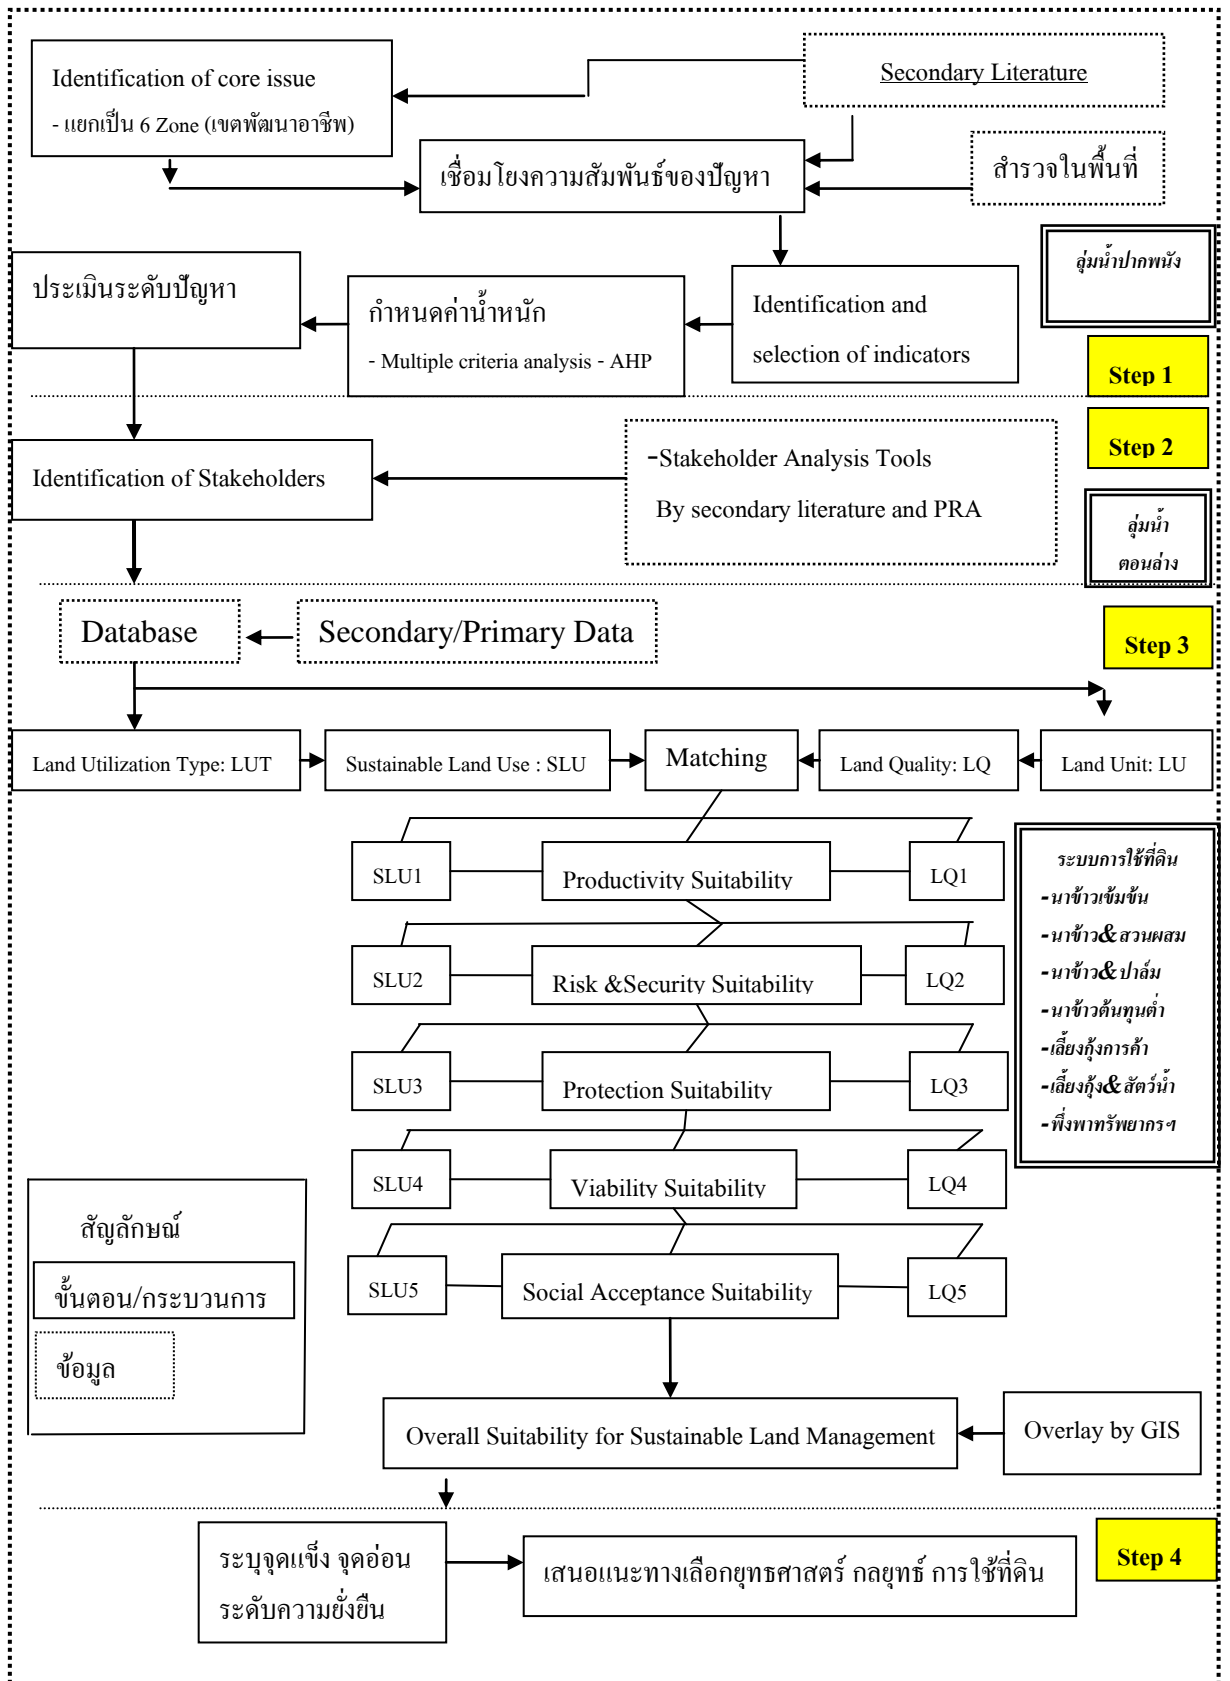 Identification of core issue
- แยกเป็น 6 Zone (เขตพัฒนาอาชีพ)
Secondary Literature
เชื่อมโยงความสัมพันธ์ของปัญหา
สำรวจในพื้นที่
ลุ่มน้ำปากพนัง
ประเมินระดับปัญหา
กำหนดค่าน้ำหนัก
- Multiple criteria analysis - AHP
Identification and
selection of indicators
Step 1
Step 2
Identification of Stakeholders
-Stakeholder Analysis Tools
By secondary literature and PRA
ลุ่มน้ำ
ตอนล่าง
Database
Secondary/Primary Data
Step 3
Land Utilization Type: LUT
Sustainable Land Use : SLU
Matching
Land Quality: LQ
Land Unit: LU
SLU1
Productivity Suitability
LQ1
SLU2
Risk &Security Suitability
LQ2
SLU3
Protection Suitability
LQ3
SLU4
Viability Suitability
LQ4
SLU5
Social Acceptance Suitability
LQ5
ระบบการใช้ที่ดิน
-นาข้าวเข้มข้น
-นาข้าว&สวนผสม
-นาข้าว&ปาล์ม
-นาข้าวต้นทุนต่ำ
-เลี้ยงกุ้งการค้า
-เลี้ยงกุ้ง&สัตว์น้ำ
-พึ่งพาทรัพยากรฯ
สัญลักษณ์
ขั้นตอน/กระบวนการ
ข้อมูล
Overall Suitability for Sustainable Land Management
Overlay by GIS
ระบุจุดแข็ง จุดอ่อน
ระดับความยั่งยืน
เสนอแนะทางเลือกยุทธศาสตร์ กลยุทธ์ การใช้ที่ดิน
Step 4